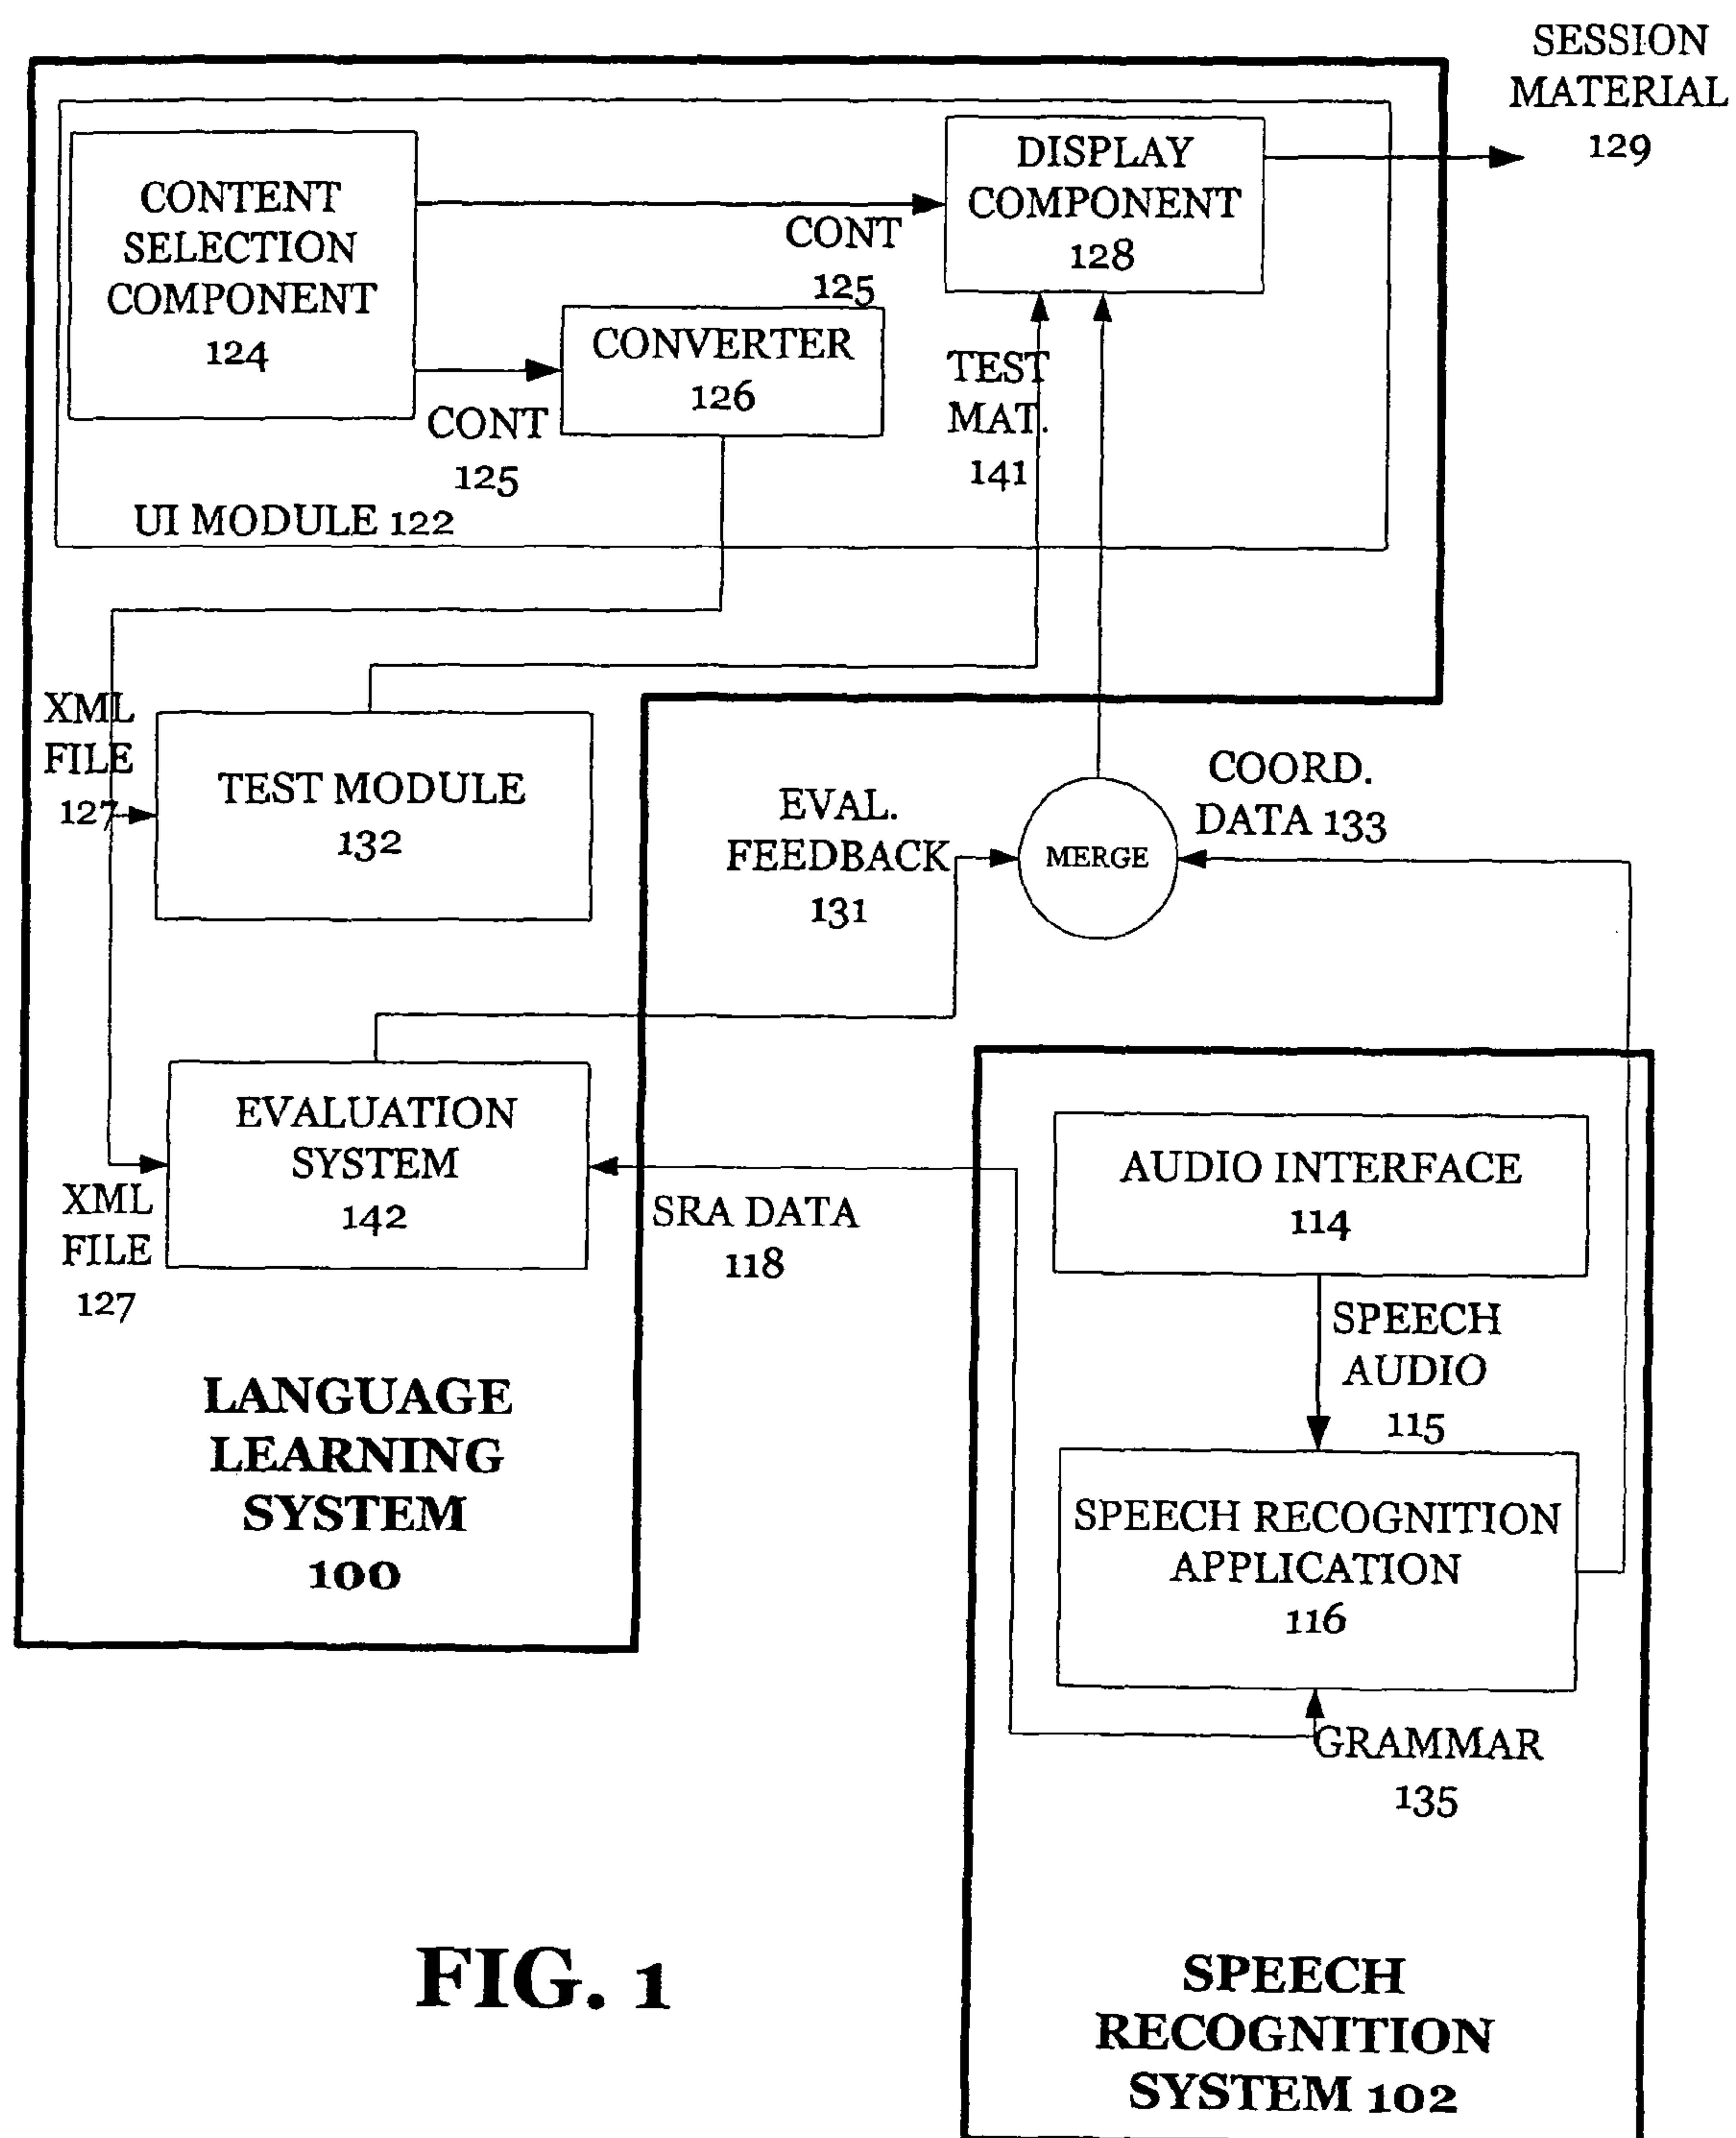 SESSION
MATERIAL
129
CONTENT
SELECTION
COMPONENT
124
CONT
125
DISPLAY
COMPONENT
128
CONT
125
CONVERTER
126
TEST
MAT.
141
UI MODULE 122
XML
FILE
127
TEST MODULE
132
EVAL.
FEEDBACK
131
MERGE
COORD.
DATA 133
EVALUATION
SYSTEM
142
XML
FILE
127
SRA DATA
118
AUDIO INTERFACE
114
SPEECH
AUDIO
115
SPEECH RECOGNITION
APPLICATION
116
GRAMMAR
135
LANGUAGE
LEARNING
SYSTEM
100
FIG. 1
SPEECH
RECOGNITION
SYSTEM 102